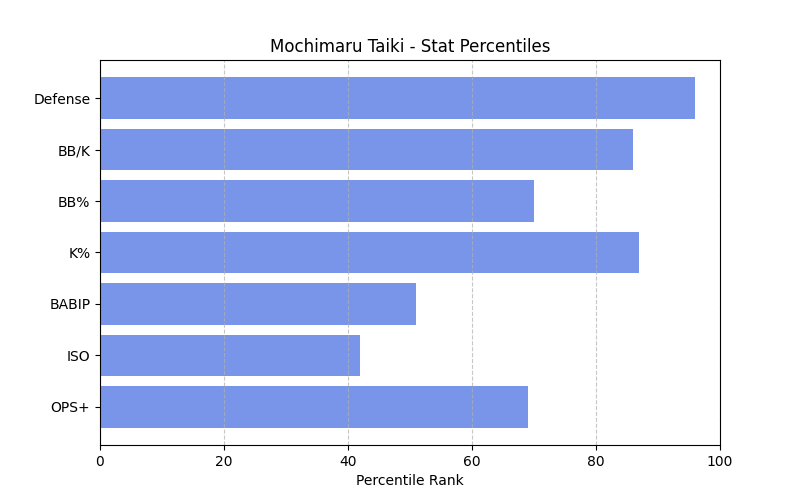 Mochimaru Taiki - Stat Percentiles
Defense
BB/K
BB%
K%
BABIP
ISO
OPS+
0 20 40 60 80 100
Percentile Rank